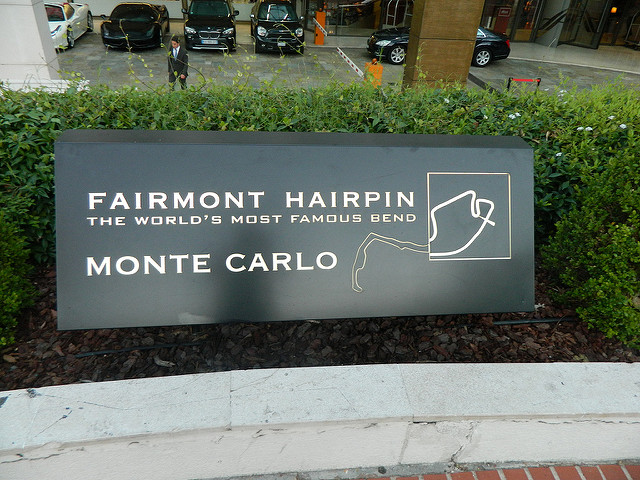 FAIRMONT HAIRPIN
THE WORLD'S MOST FAMOUS BEND
MONTE CARLO